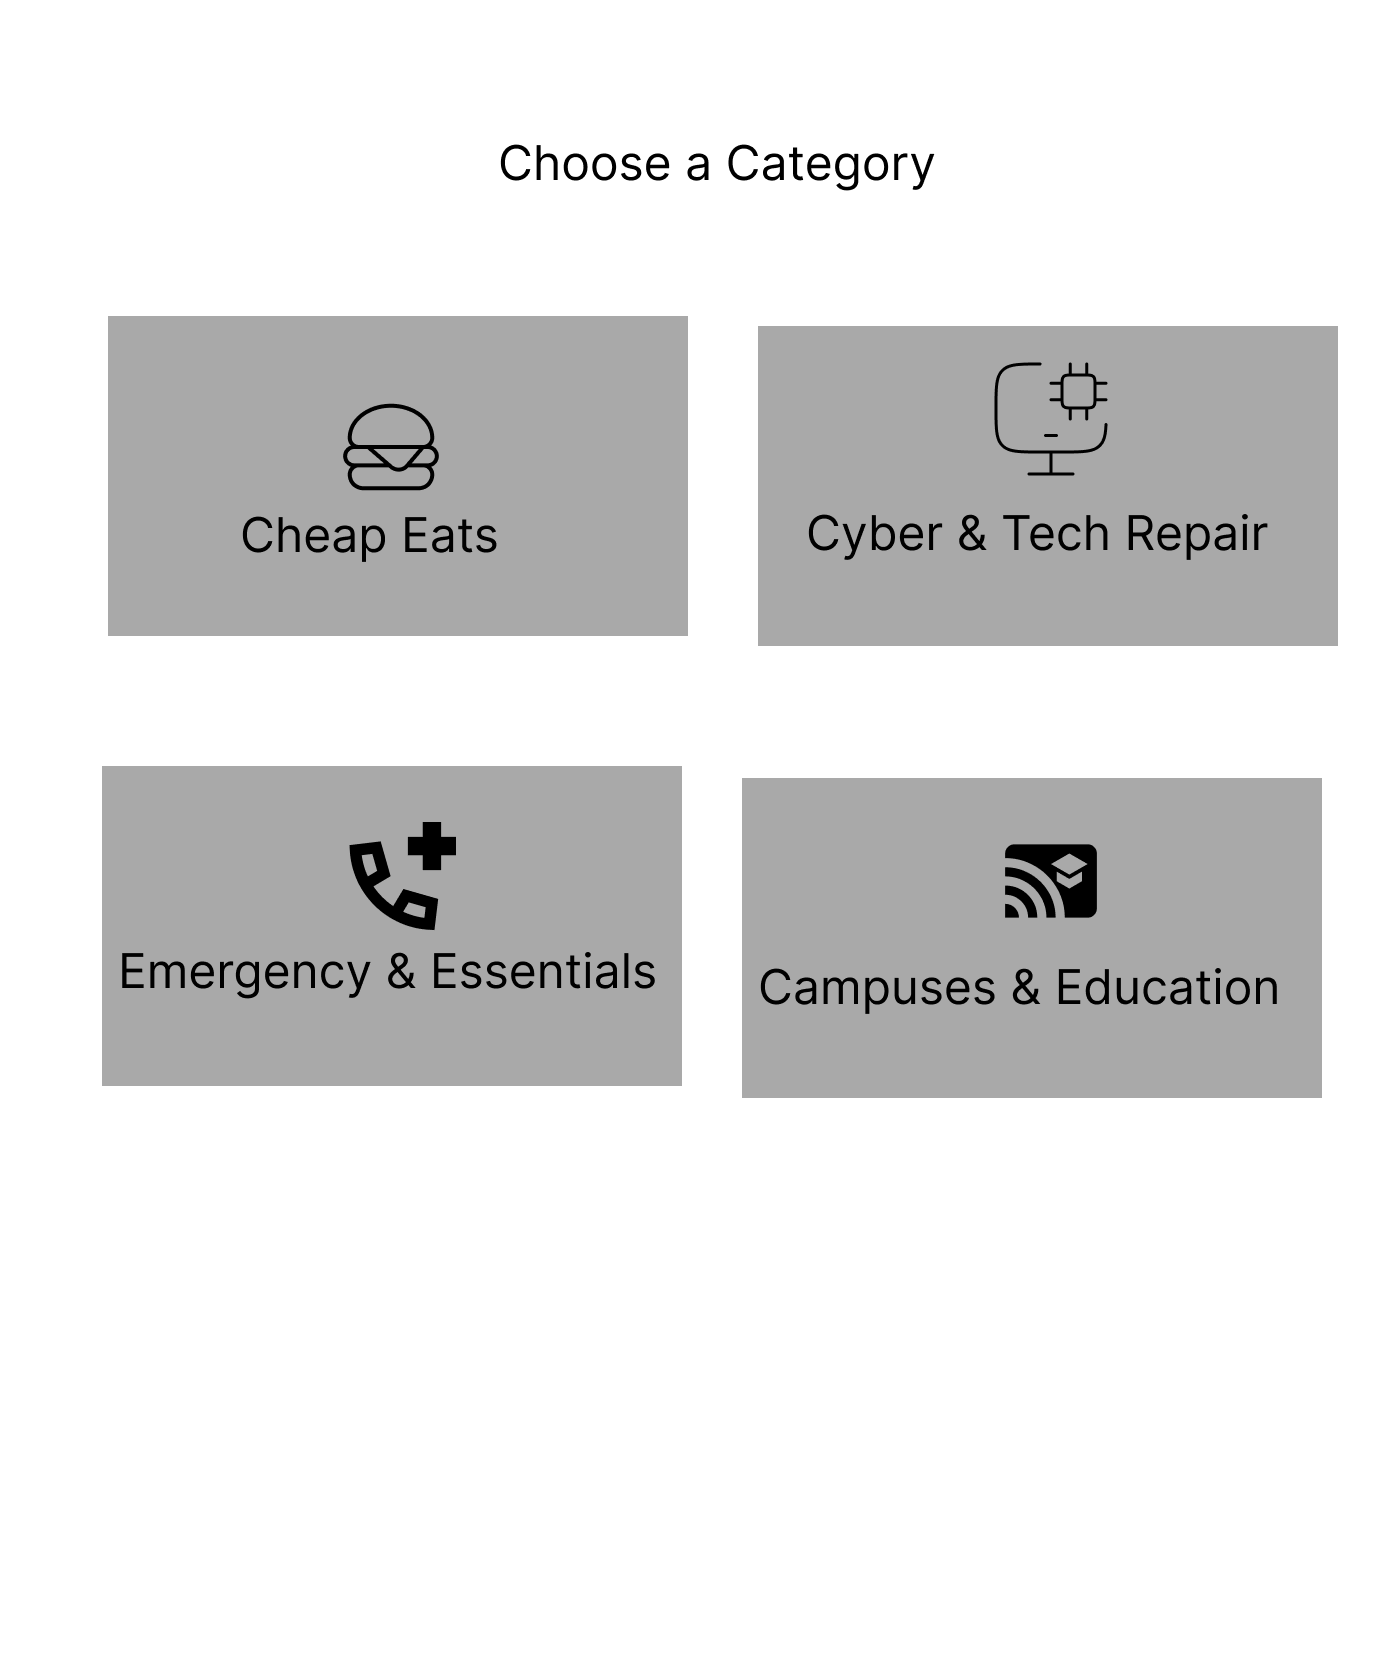 Choose a Category
Cheap Eats
Cyber & Tech Repair
Emergency & Essentials
Campuses & Education